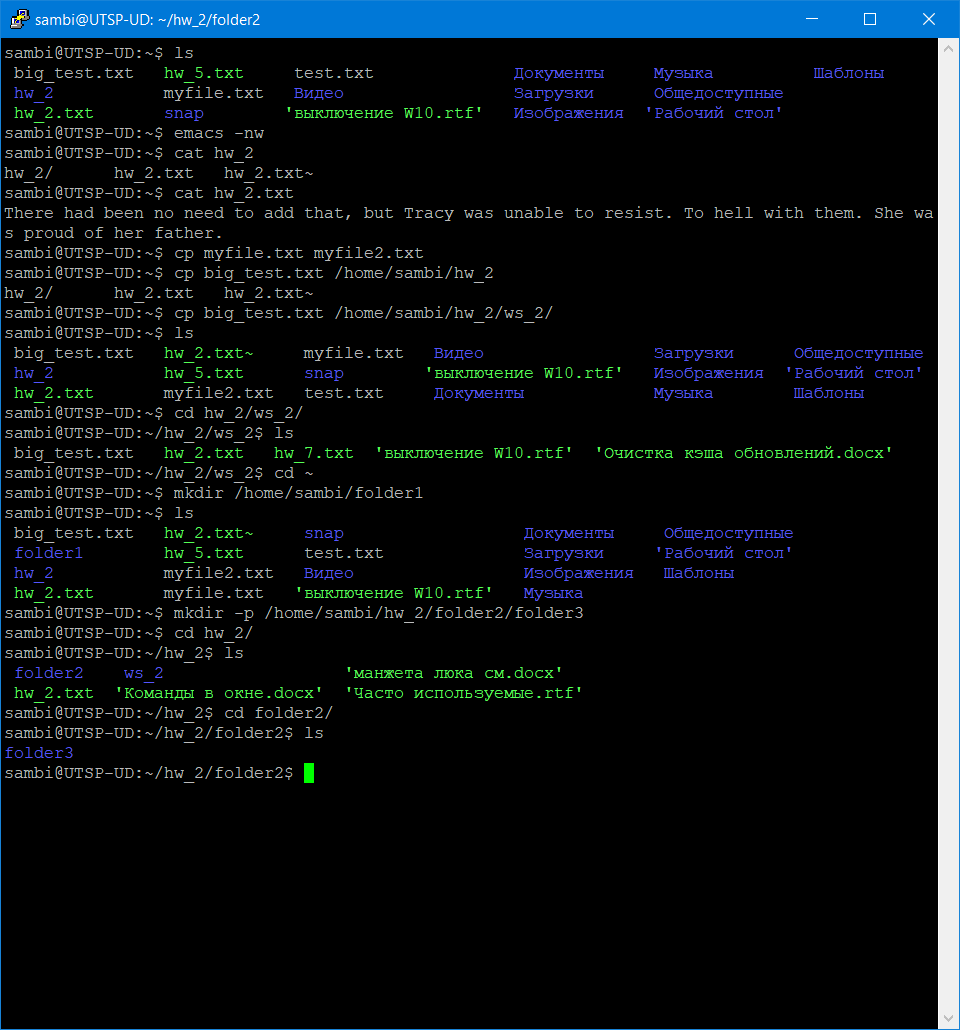 sambi@UTSP-UD: ~/hw_2/folder2
sambi@UTSP-UD:~$ ls
big_test.txt hw_5.txt test.txt Документы Музыка Шаблоны
hw_2 myfile.txt Видео Загрузки Общедоступные
hw_2.txt snap 'выключение W10.rtf' Изображения 'Рабочий стол'
sambi@UTSP-UD:~$ emacs -nw
sambi@UTSP-UD:~$ cat hw_2
hw_2/ hw_2.txt hw_2.txt~
sambi@UTSP-UD:~$ cat hw_2.txt
There had been no need to add that, but Tracy was unable to resist. To hell with them. She wa
s proud of her father.
sambi@UTSP-UD:~$ cp myfile.txt myfile2.txt
sambi@UTSP-UD:~$ cp big_test.txt /home/sambi/hw_2
hw_2/ hw_2.txt hw_2.txt~
sambi@UTSP-UD:~$ cp big_test.txt /home/sambi/hw_2/ws_2/
sambi@UTSP-UD:~$ ls
big_test.txt hw_2.txt~ myfile.txt Видео Загрузки Общедоступные
hw_2 hw_5.txt snap 'выключение W10.rtf' Изображения 'Рабочий стол'
hw_2.txt myfile2.txt test.txt Документы Музыка Шаблоны
sambi@UTSP-UD:~$ cd hw_2/ws_2/
sambi@UTSP-UD:~/hw_2/ws_2$ ls
big_test.txt hw_2.txt hw_7.txt 'выключение W10.rtf' 'Очистка кэша обновлений.docx'
sambi@UTSP-UD:~/hw_2/ws_2$ cd ~
sambi@UTSP-UD:~$ mkdir /home/sambi/folder1
sambi@UTSP-UD:~$ ls
big_test.txt hw_2.txt~ snap Документы Общедоступные
folder1 hw_5.txt test.txt Загрузки 'Рабочий стол'
hw_2 myfile2.txt Видео Изображения Шаблоны
hw_2.txt myfile.txt 'выключение W10.rtf' Музыка
sambi@UTSP-UD:~$ mkdir -p /home/sambi/hw_2/folder2/folder3
sambi@UTSP-UD:~$ cd hw_2/
sambi@UTSP-UD:~/hw_2$ ls
folder2 ws_2 'манжета люка см.docx'
hw_2.txt 'Команды в окне.docx' 'Часто используемые.rtf'
sambi@UTSP-UD:~/hw_2$ cd folder2/
sambi@UTSP-UD:~/hw_2/folder2$ ls
folder3
sambi@UTSP-UD:~/hw_2/folder2$